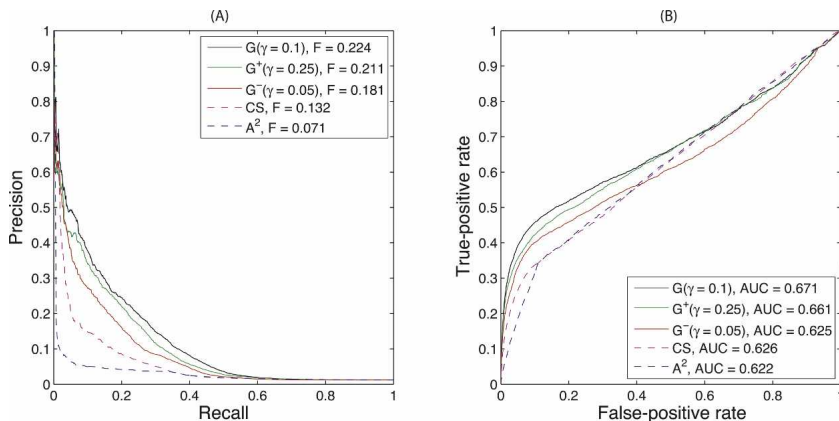 (A)
1
0.9
0.8
0.7
0.6
0.5
0.4
0.3
0.2
0.1
0
Precision
G(γ = 0.1), F = 0.224
G⁺(γ = 0.25), F = 0.211
G⁻(γ = 0.05), F = 0.181
CS, F = 0.132
A², F = 0.071
0 0.2 0.4 0.6 0.8 1
Recall
(B)
1
0.9
0.8
0.7
0.6
0.5
0.4
0.3
0.2
0.1
0
True-positive rate
G(γ = 0.1), AUC = 0.671
G⁺(γ = 0.25), AUC = 0.661
G⁻(γ = 0.05), AUC = 0.625
CS, AUC = 0.626
A², AUC = 0.622
0 0.2 0.4 0.6 0.8 1
False-positive rate